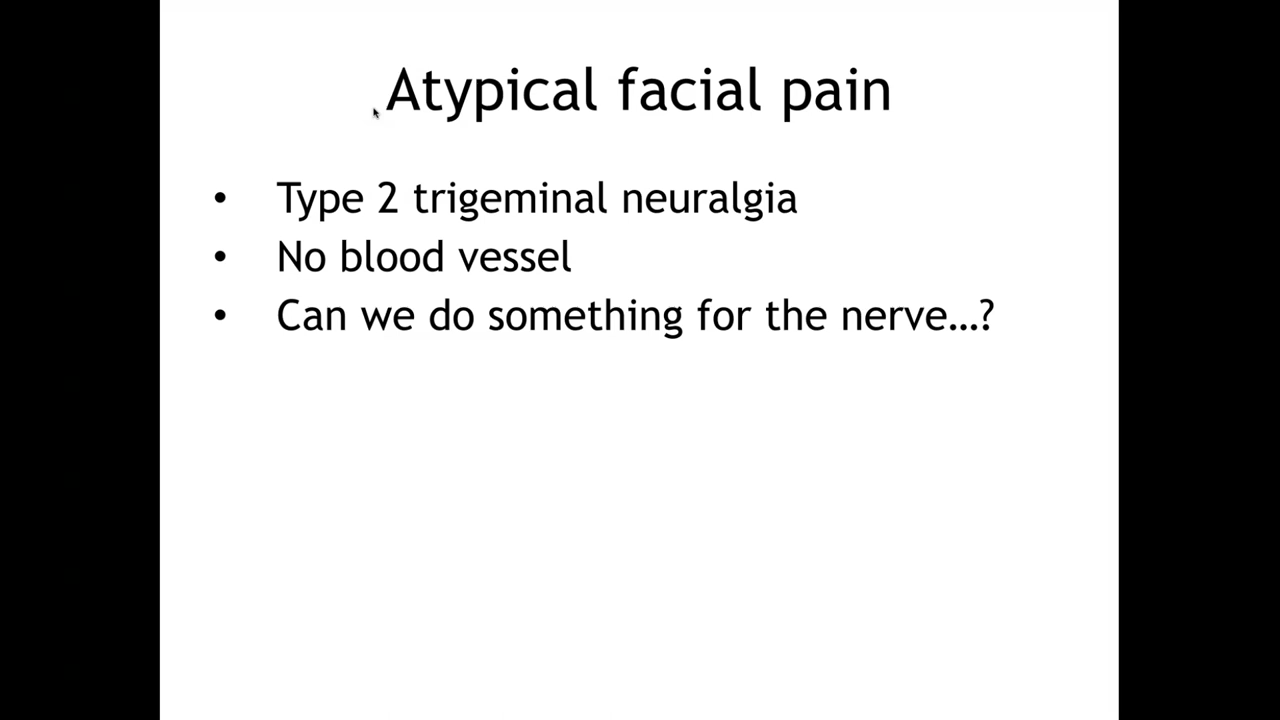 Atypical facial pain
• Type 2 trigeminal neuralgia
• No blood vessel
• Can we do something for the nerve…?